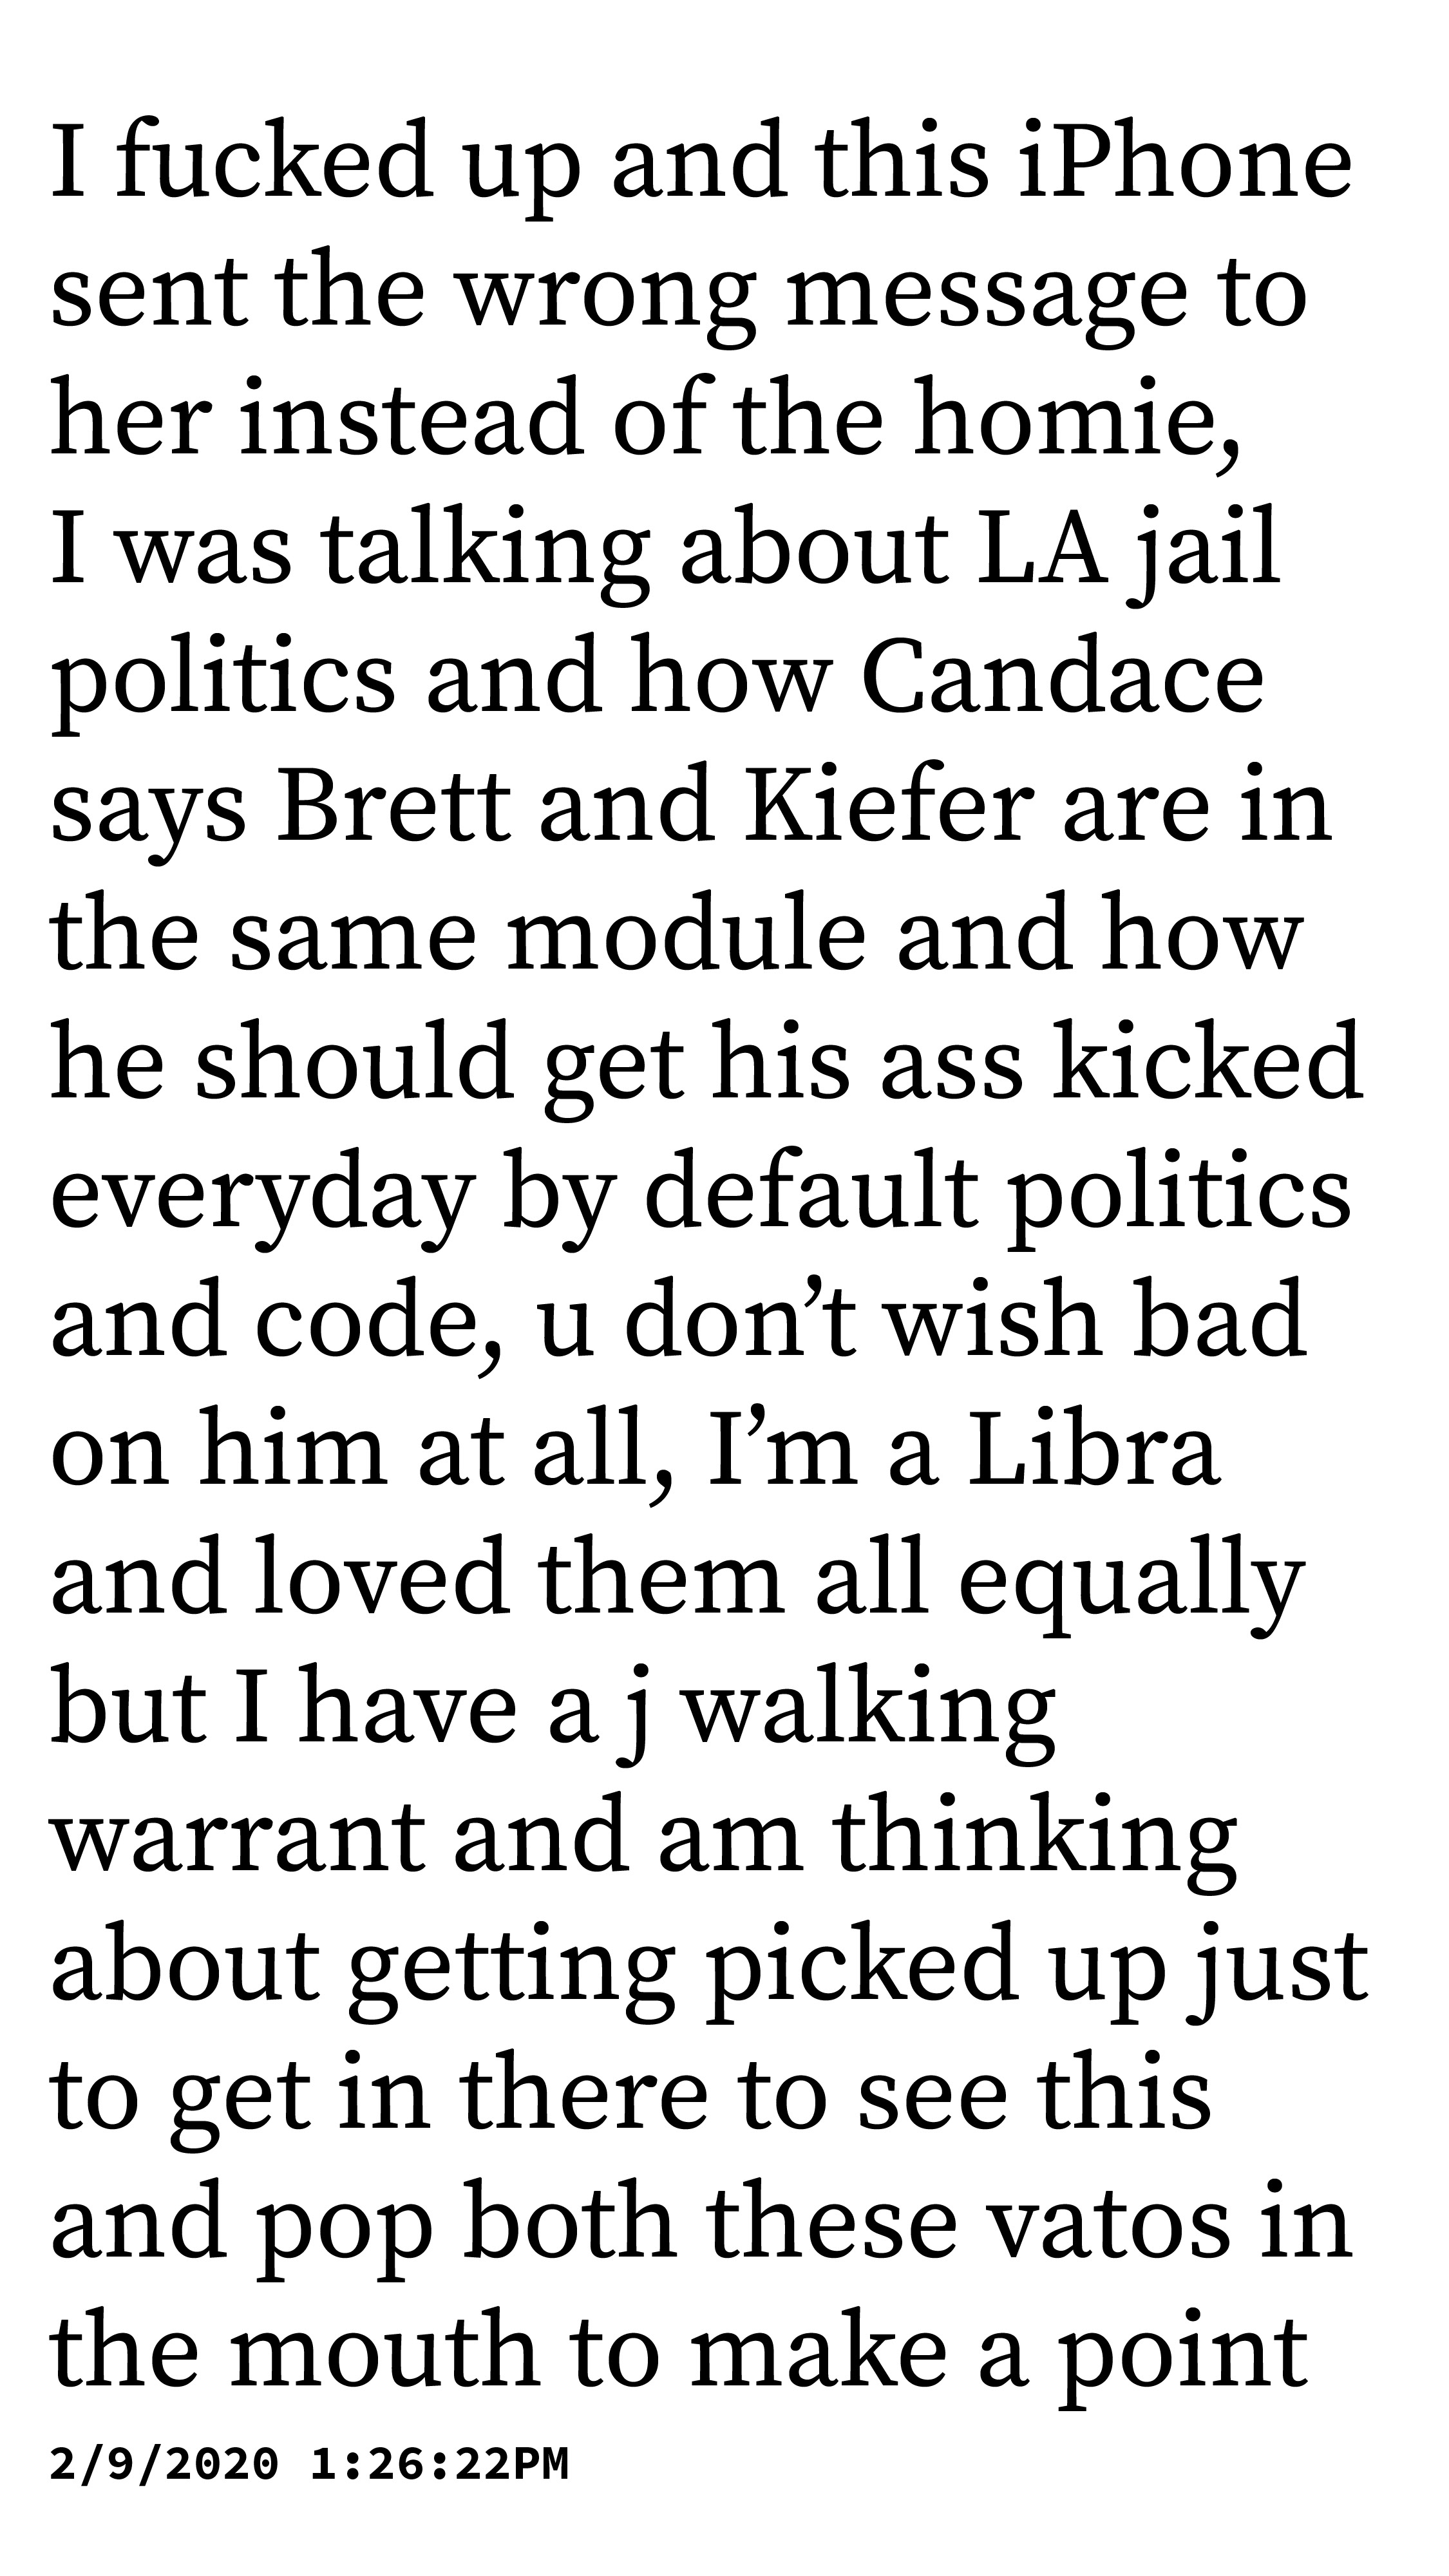 I fucked up and this iPhone
sent the wrong message to
her instead of the homie,
I was talking about LA jail
politics and how Candace
says Brett and Kiefer are in
the same module and how
he should get his ass kicked
everyday by default politics
and code, u don’t wish bad
on him at all, I’m a Libra
and loved them all equally
but I have a j walking
warrant and am thinking
about getting picked up just
to get in there to see this
and pop both these vatos in
the mouth to make a point
2/9/2020 1:26:22PM